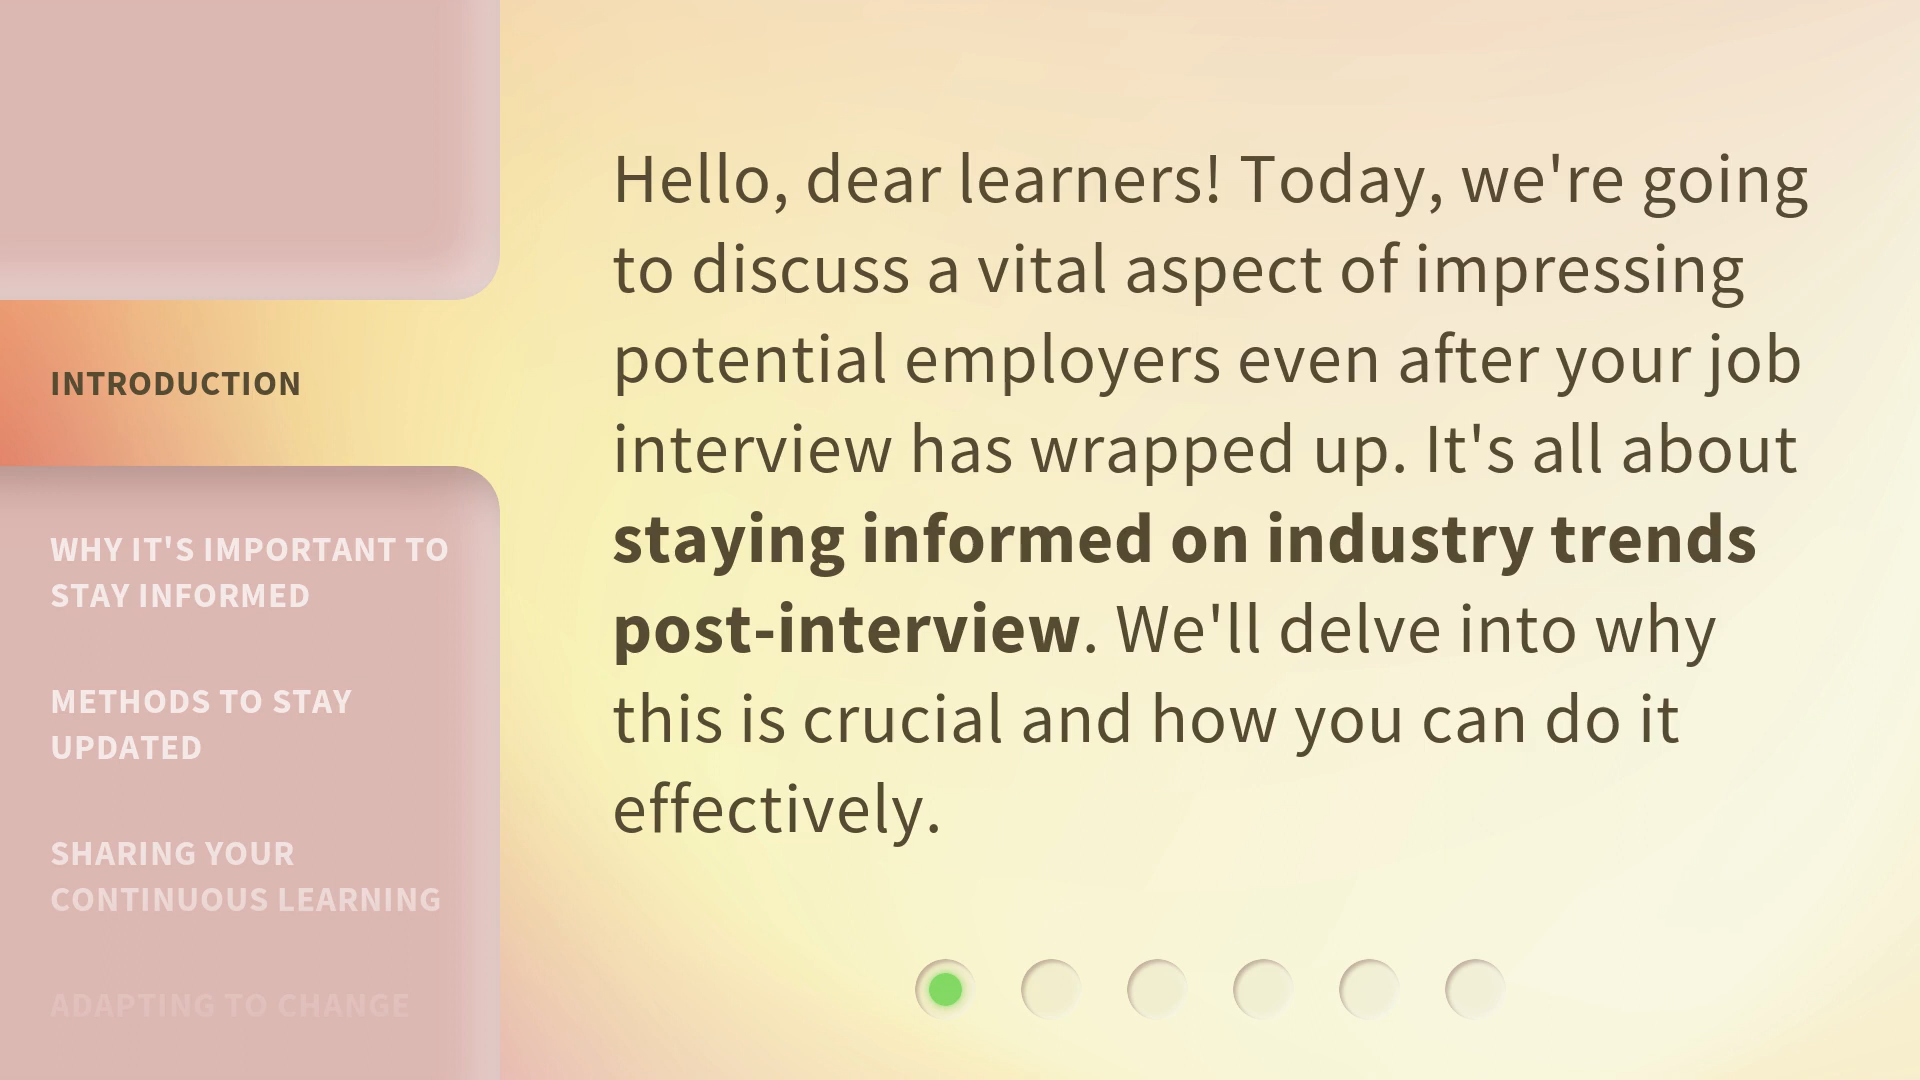 INTRODUCTION
WHY IT'S IMPORTANT TO
STAY INFORMED
METHODS TO STAY
UPDATED
SHARING YOUR
CONTINUOUS LEARNING
ADAPTING TO CHANGE
Hello, dear learners! Today, we're going
to discuss a vital aspect of impressing
potential employers even after your job
interview has wrapped up. It's all about
staying informed on industry trends
post-interview. We'll delve into why
this is crucial and how you can do it
effectively.